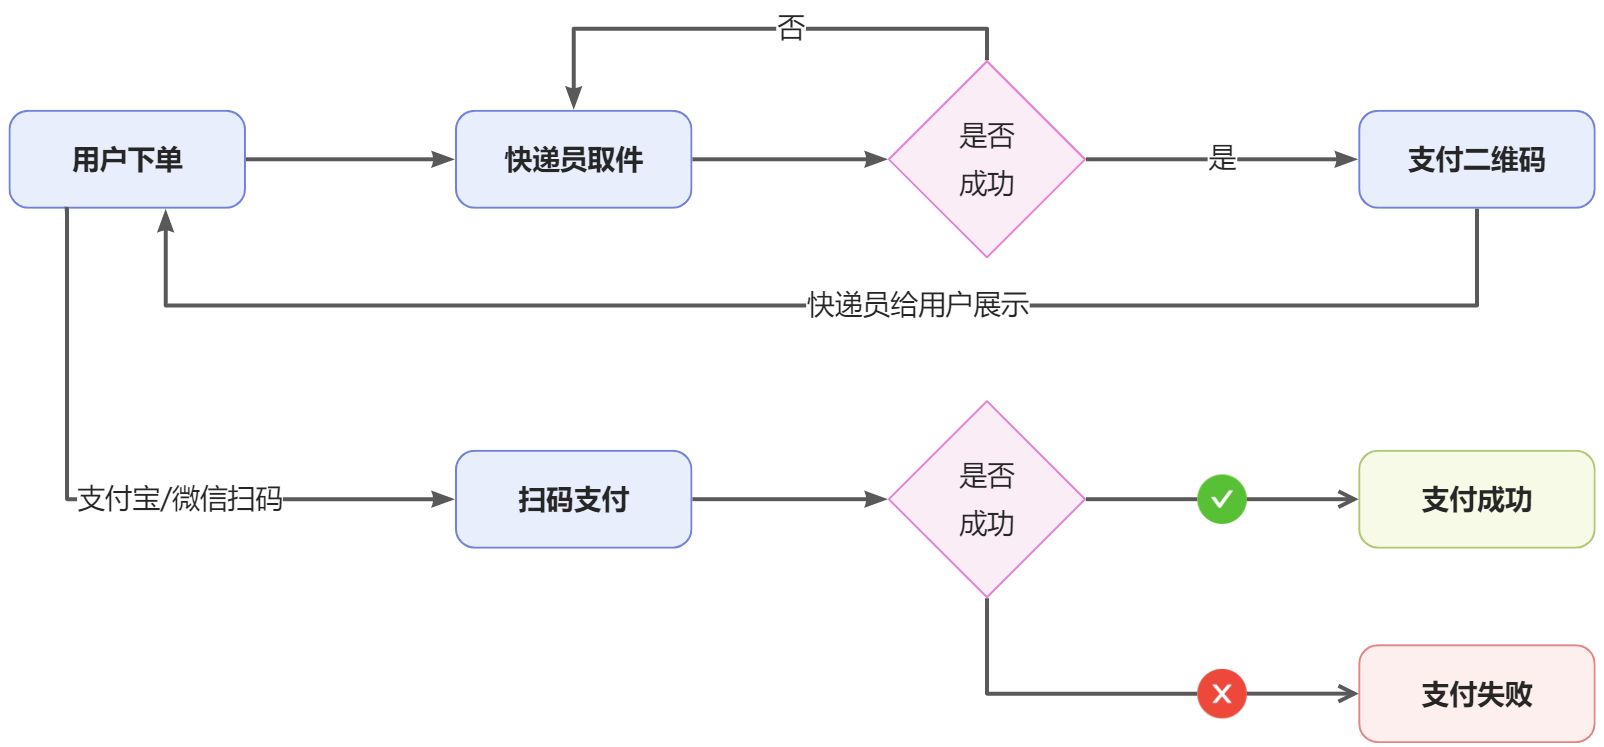 否
用户下单
快递员取件
是否
成功
是
支付二维码
快递员给用户展示
支付宝/微信扫码
扫码支付
是否
成功
支付成功
支付失败